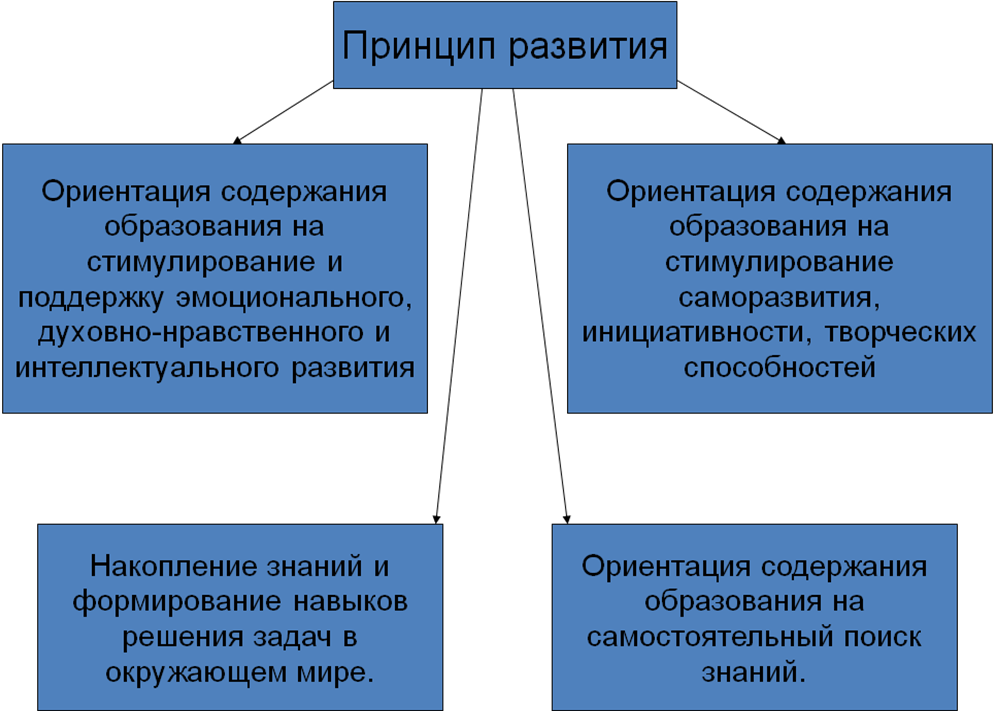 Принцип развития
Ориентация содержания
образования на
стимулирование и
поддержку эмоционального,
духовно-нравственного и
интеллектуального развития
Ориентация содержания
образования на
стимулирование
саморазвития,
инициативности, творческих
способностей
Накопление знаний и
формирование навыков
решения задач в
окружающем мире.
Ориентация содержания
образования на
самостоятельный поиск
знаний.